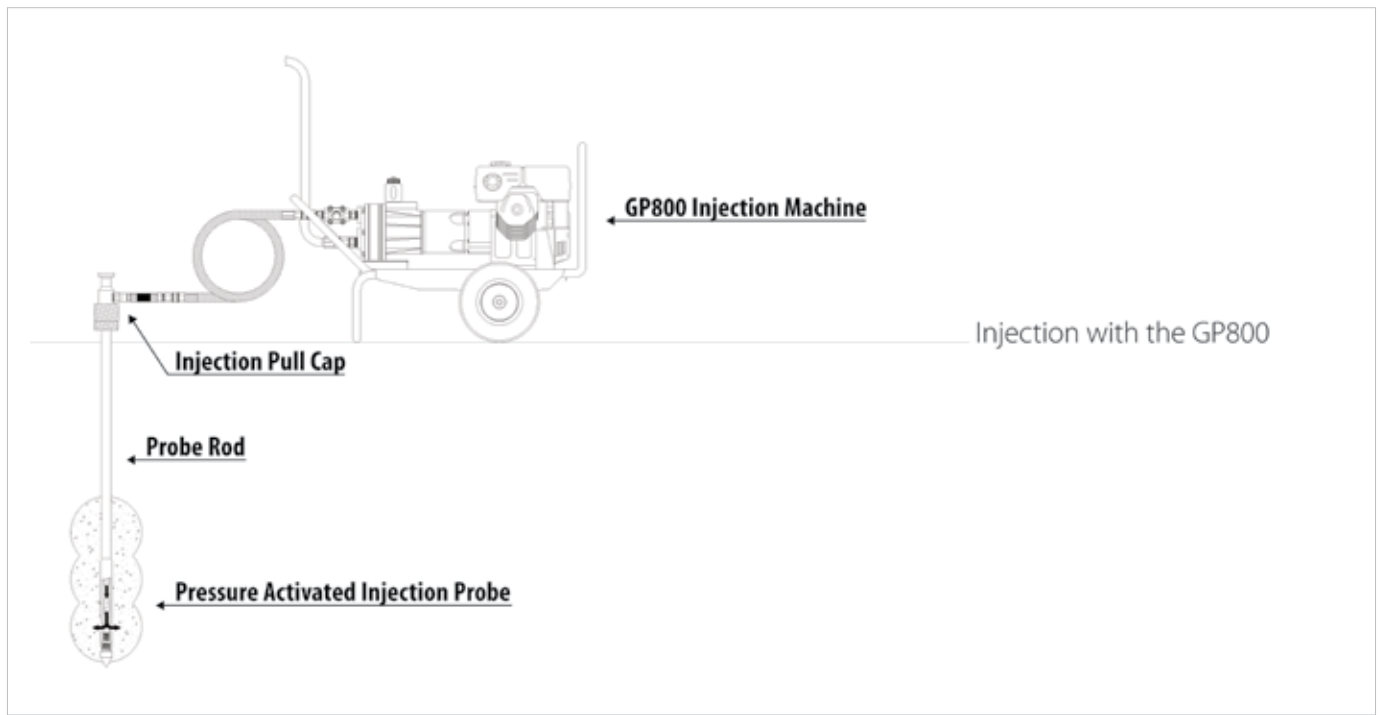 GP800 Injection Machine
Injection with the GP800
Injection Pull Cap
Probe Rod
Pressure Activated Injection Probe